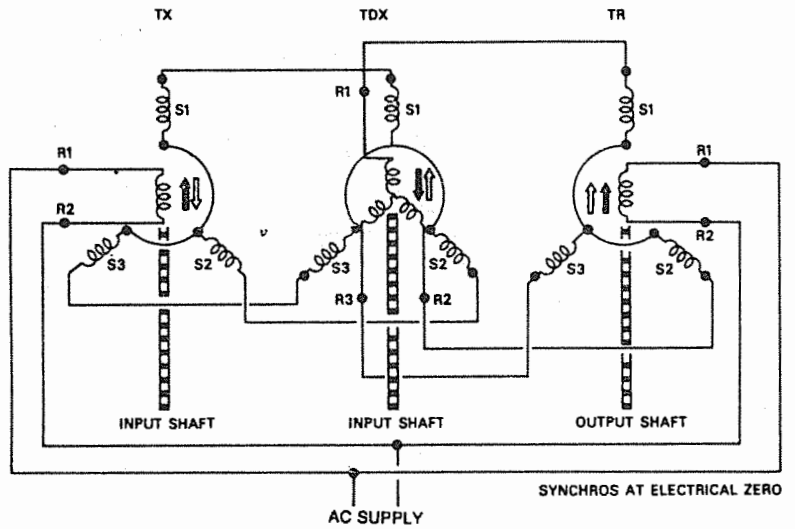 TX TDX TR
R1
S1 S1 S1
R1 R1
R2 R2
v
S3 S2 S3 S2 S3 S2
R3 R2
INPUT SHAFT INPUT SHAFT OUTPUT SHAFT
SYNCHROS AT ELECTRICAL ZERO
AC SUPPLY